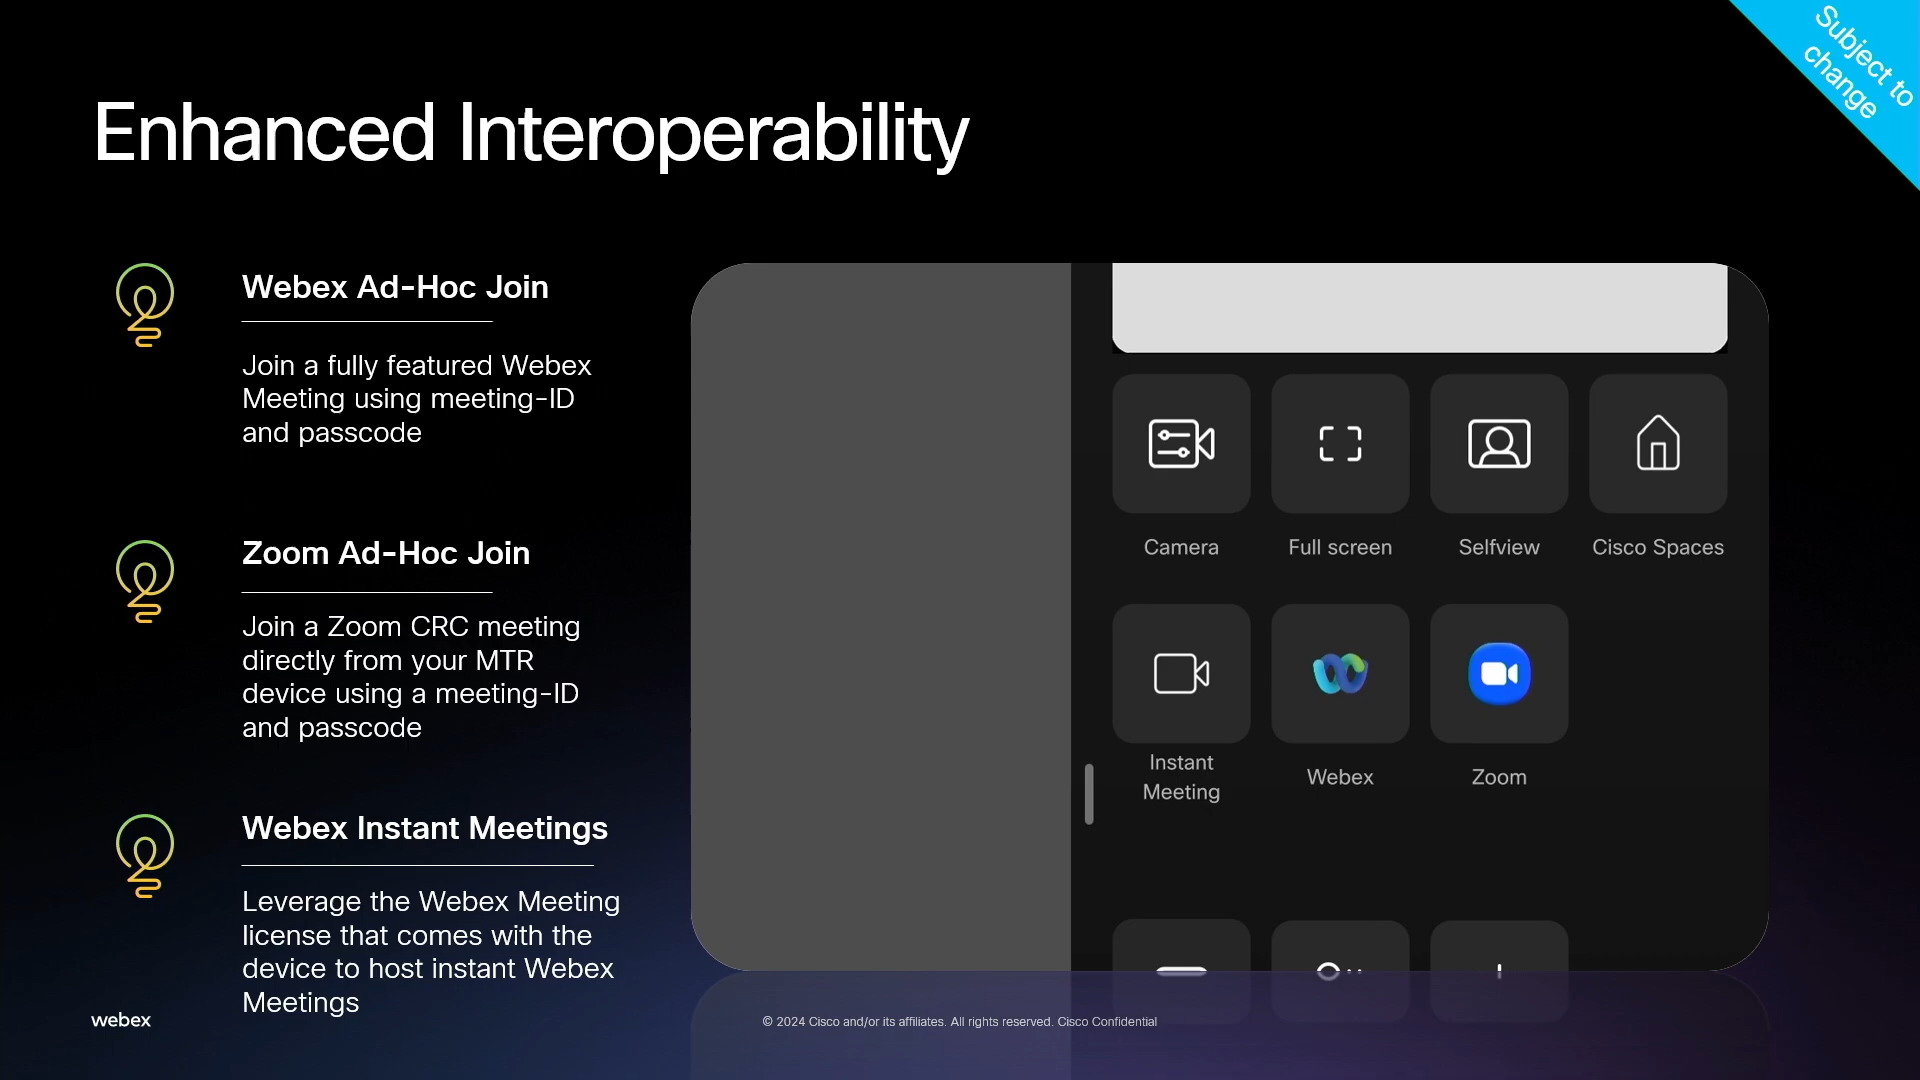 Subject to
change
Enhanced Interoperability
Webex Ad-Hoc Join
Join a fully featured Webex
Meeting using meeting-ID
and passcode
Zoom Ad-Hoc Join
Join a Zoom CRC meeting
directly from your MTR
device using a meeting-ID
and passcode
Webex Instant Meetings
Leverage the Webex Meeting
license that comes with the
device to host instant Webex
Meetings
Camera
Full screen
Selfview
Cisco Spaces
Instant
Meeting
Webex
Zoom
webex
© 2024 Cisco and/or its affiliates. All rights reserved. Cisco Confidential